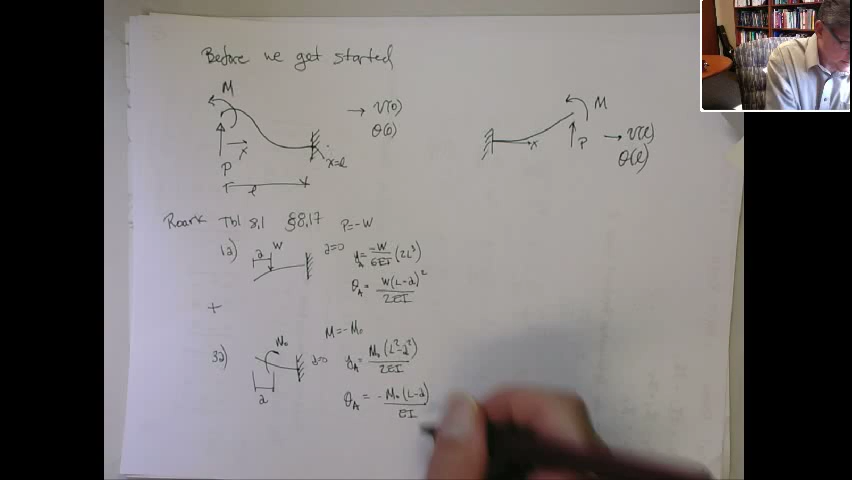 Before we get started
M
→ v(0)
θ(0)
P
x
x=l
l
M
x
P
→ v(l)
θ(l)
Roark Tbl 8.1 §8.17 P=-W
1a) a W a=0 y_A = -W/6EI (2L³)
θ_A = W(L-a)²/2EI
+
M=-M₀
3a) M₀ a=0 y_A = M₀(L²-a²)/2EI
a
θ_A = -M₀(L-a)/EI